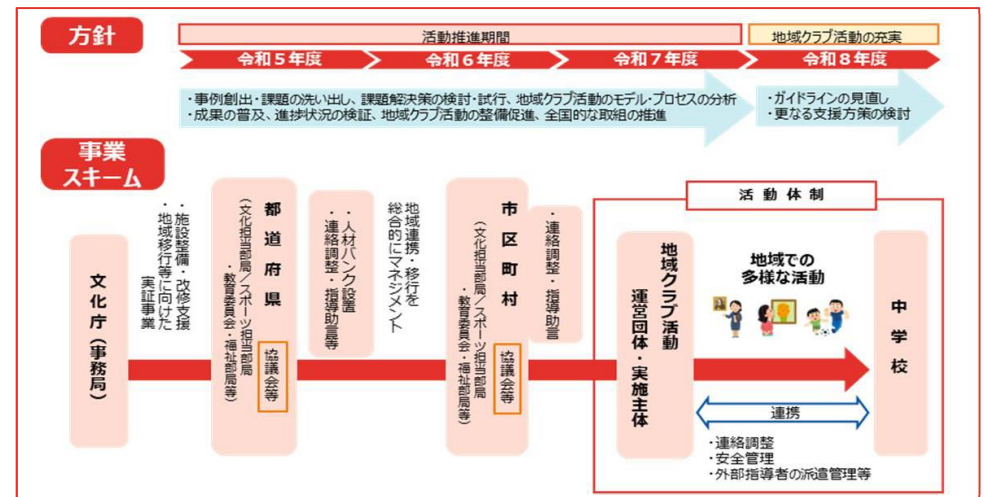 方針
活動推進期間
地域クラブ活動の充実
令和5年度
令和6年度
令和7年度
令和8年度
・事例創出・課題の洗い出し、課題解決策の検討・試行、地域クラブ活動のモデル・プロセスの分析
・成果の普及、進捗状況の検証、地域クラブ活動の整備促進、全国的な取組の推進
・ガイドラインの見直し
・更なる支援方策の検討
事業
スキーム
文化庁(事務局)
・施設整備・改修支援
・地域移行等に向けた
実証事業
都道府県
(文化担当部局/スポーツ担当部局
・教育委員会・福祉部局等)
協議会等
・人材バンク設置
・連絡調整・指導助言等
地域連携・移行を
総合的にマネジメント
市区町村
(文化担当部局/スポーツ担当部局
・教育委員会・福祉部局等)
協議会等
・連絡調整・指導助言
活動体制
地域クラブ活動
運営団体・実施主体
地域での
多様な活動
中学校
連携
・連絡調整
・安全管理
・外部指導者の派遣管理等